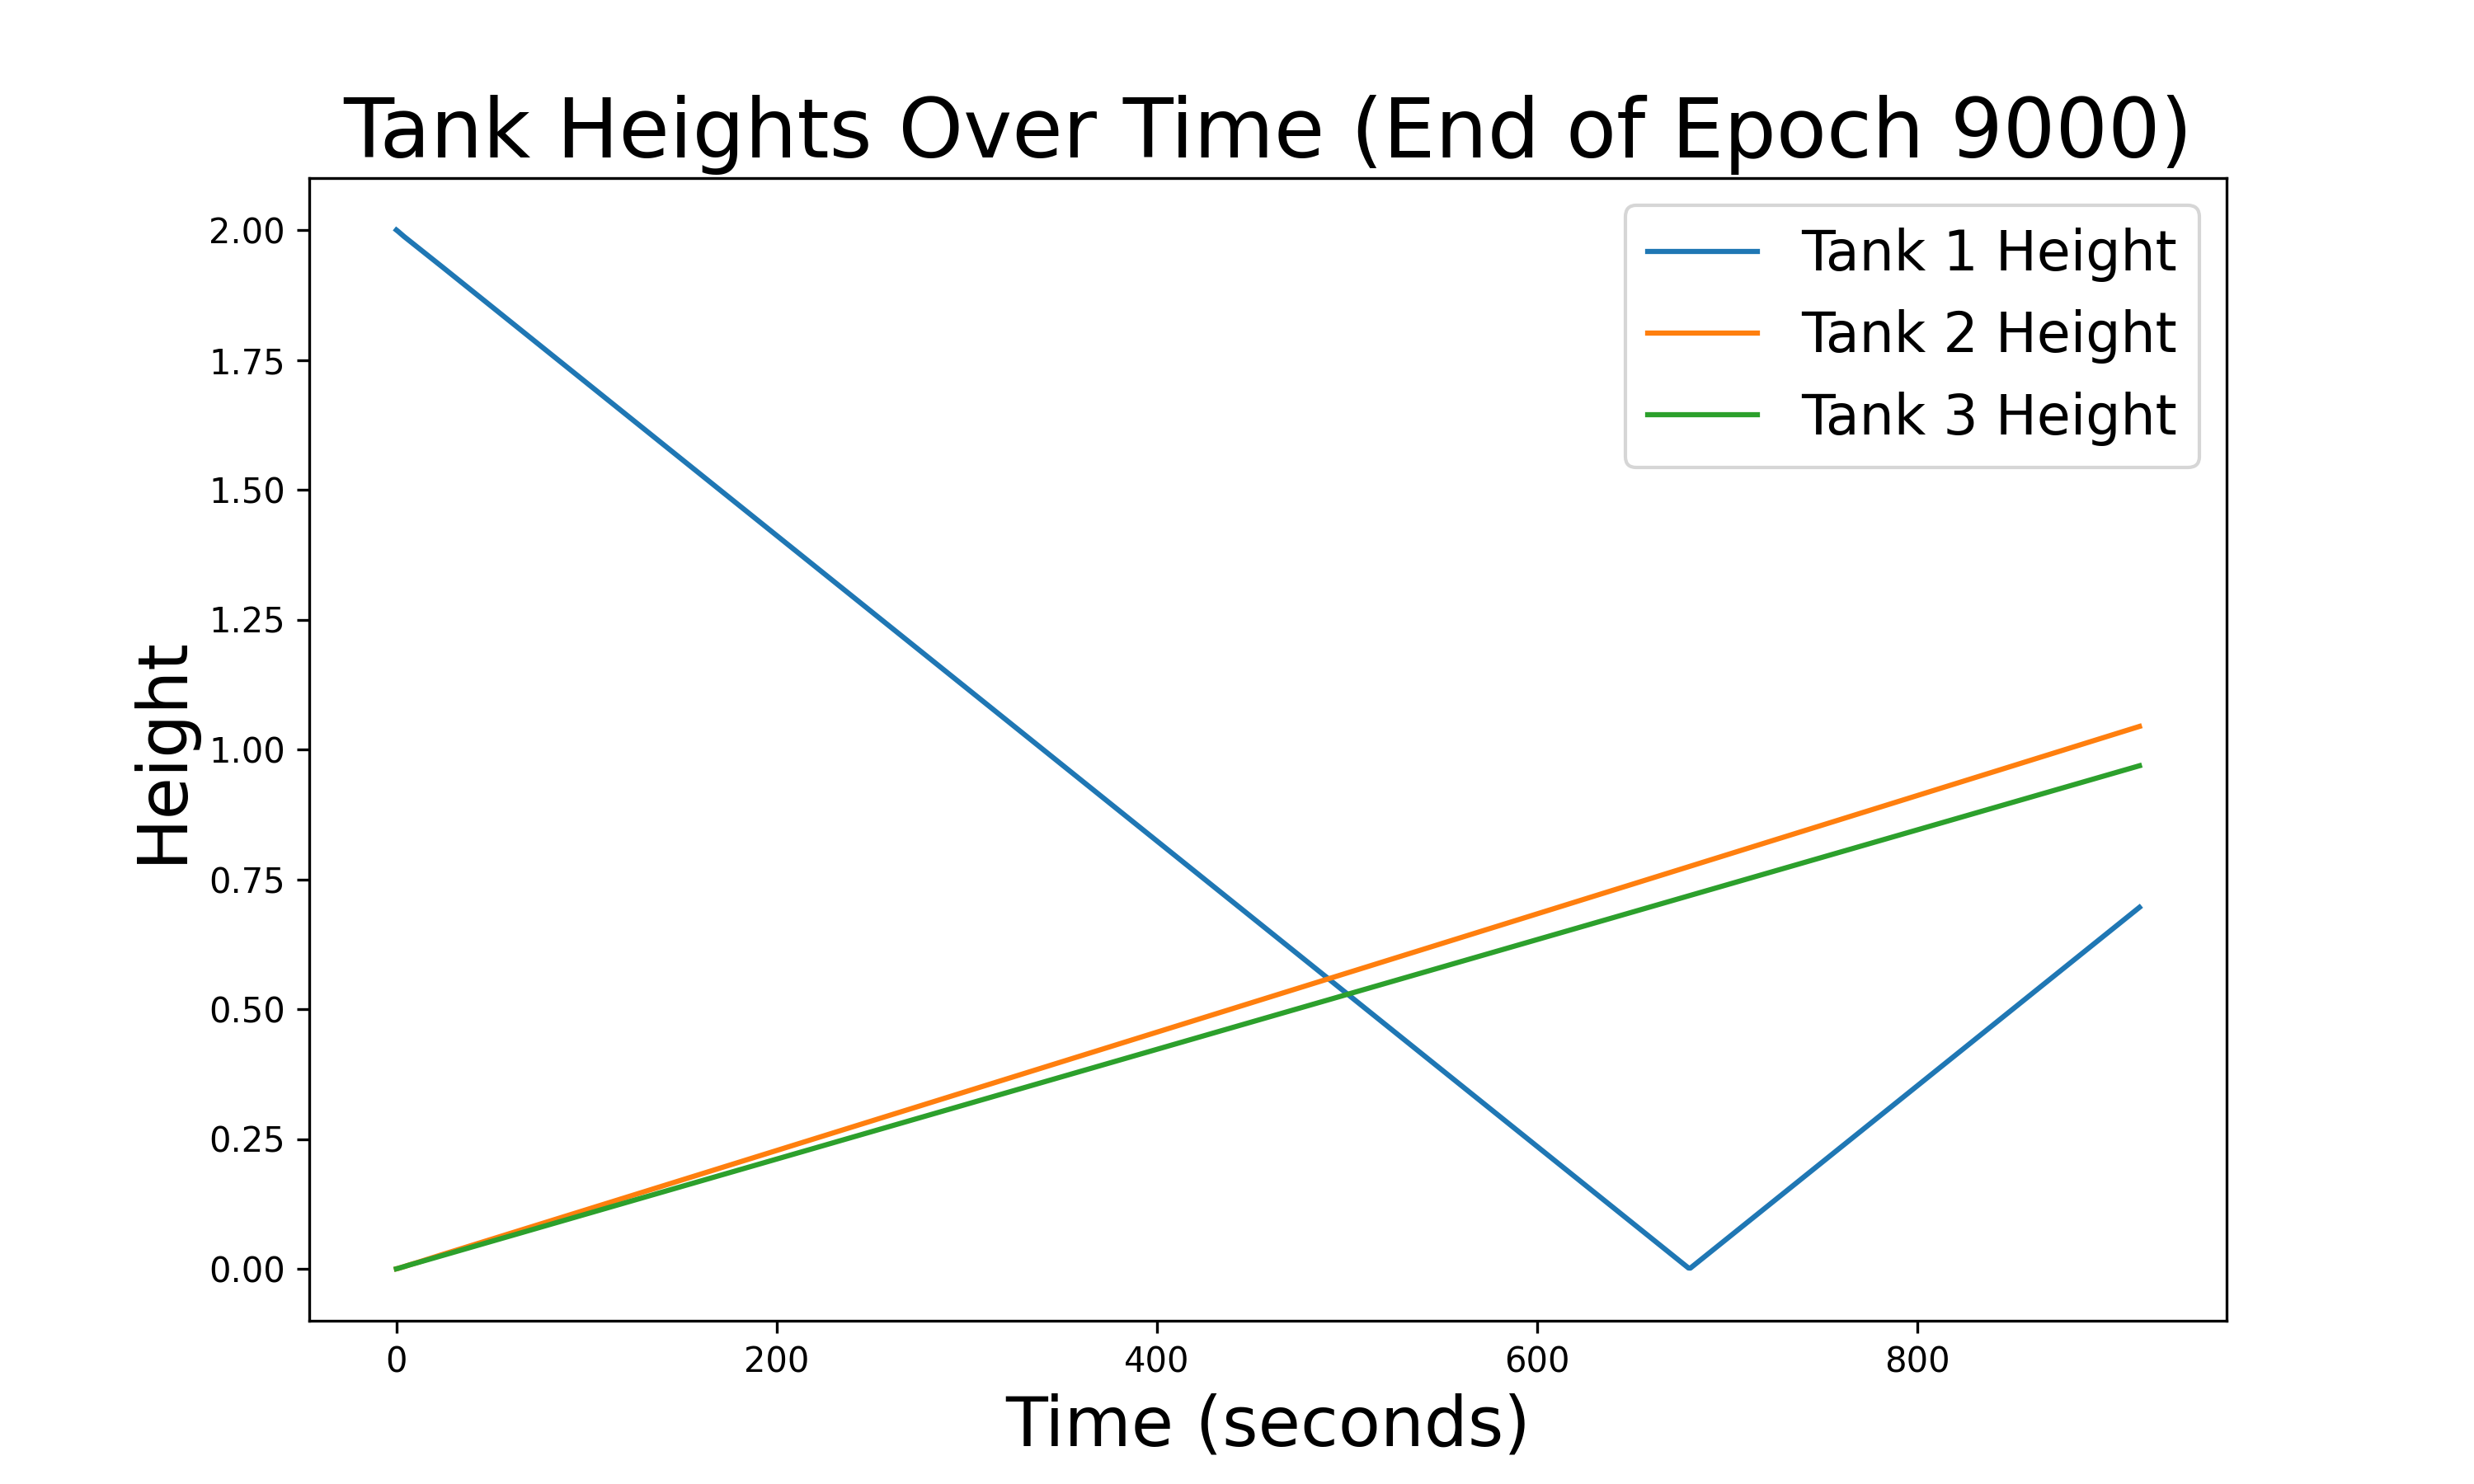 Tank Heights Over Time (End of Epoch 9000)
Tank 1 Height
Tank 2 Height
Tank 3 Height
Height
2.00
1.75
1.50
1.25
1.00
0.75
0.50
0.25
0.00
0 200 400 600 800
Time (seconds)